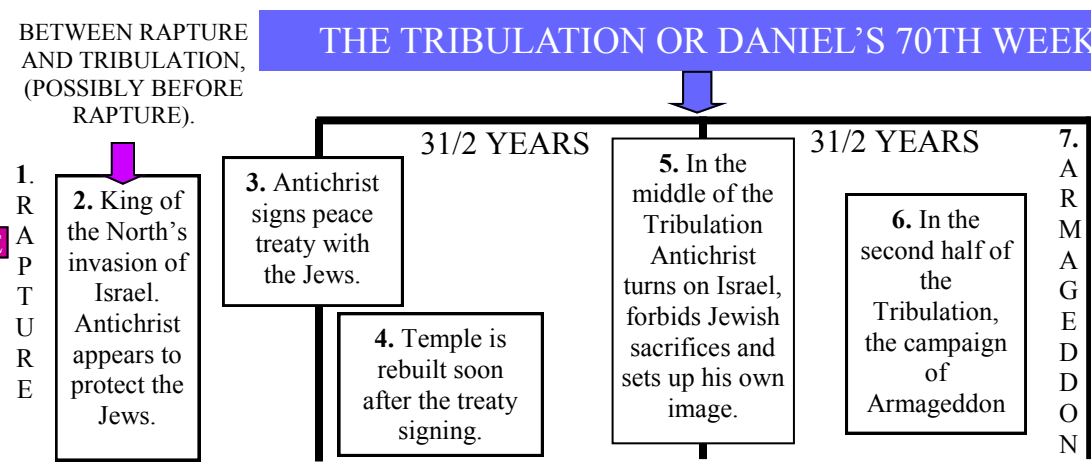 BETWEEN RAPTURE
AND TRIBULATION,
(POSSIBLY BEFORE
RAPTURE).
THE TRIBULATION OR DANIEL'S 70TH WEEK
1.
R
A
P
T
U
R
E
2. King of
the North's
invasion of
Israel.
Antichrist
appears to
protect the
Jews.
31/2 YEARS
3. Antichrist
signs peace
treaty with
the Jews.
4. Temple is
rebuilt soon
after the treaty
signing.
5. In the
middle of the
Tribulation
Antichrist
turns on Israel,
forbids Jewish
sacrifices and
sets up his own
image.
31/2 YEARS
6. In the
second half of
the
Tribulation,
the campaign
of
Armageddon
7.
A
R
M
A
G
E
D
D
O
N